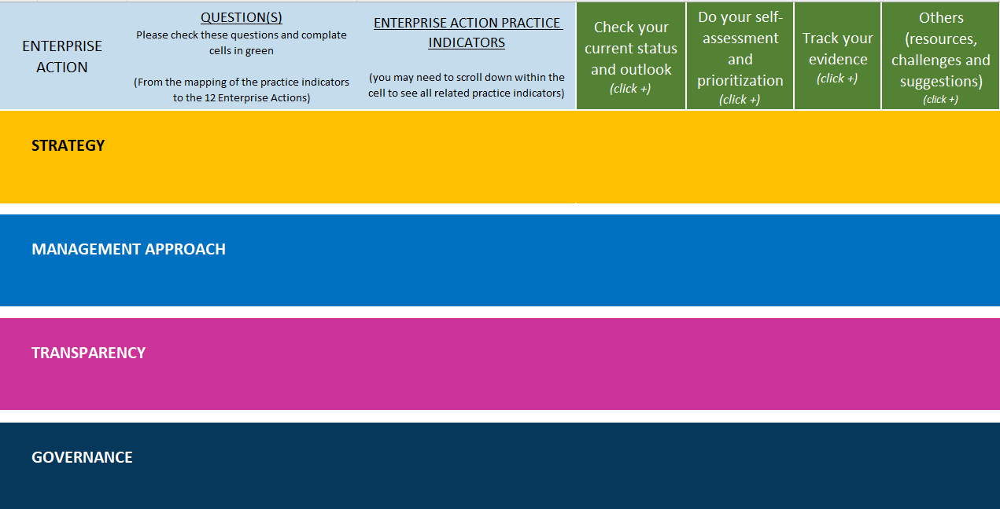 ENTERPRISE
ACTION
QUESTION(S)
Please check these questions and complate
cells in green
(From the mapping of the practice indicators
to the 12 Enterprise Actions)
ENTERPRISE ACTION PRACTICE
INDICATORS
(you may need to scroll down within the
cell to see all related practice indicators)
Check your
current status
and outlook
(click +)
Do your self-
assessment
and
prioritization
(click +)
Track your
evidence
(click +)
Others
(resources,
challenges and
suggestions)
(click +)
STRATEGY
MANAGEMENT APPROACH
TRANSPARENCY
GOVERNANCE